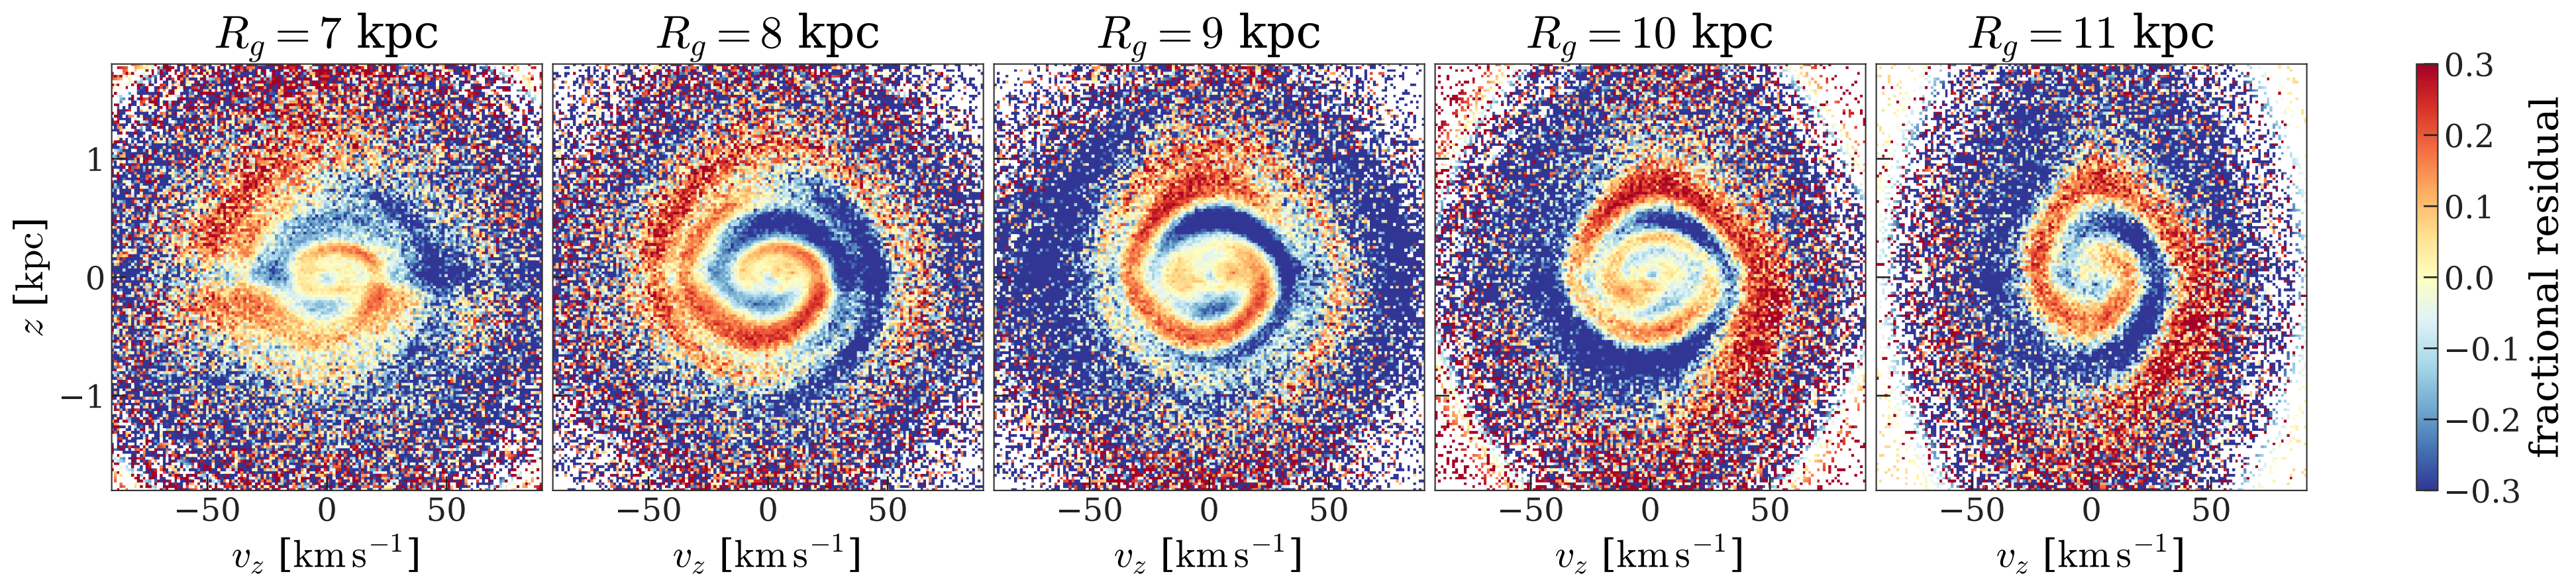 R_g = 7 kpc
R_g = 8 kpc
R_g = 9 kpc
R_g = 10 kpc
R_g = 11 kpc
z [kpc]
1
0
−1
−50 0 50
−50 0 50
−50 0 50
−50 0 50
−50 0 50
v_z [km s⁻¹]
v_z [km s⁻¹]
v_z [km s⁻¹]
v_z [km s⁻¹]
v_z [km s⁻¹]
0.3
0.2
0.1
0.0
−0.1
−0.2
−0.3
fractional residual